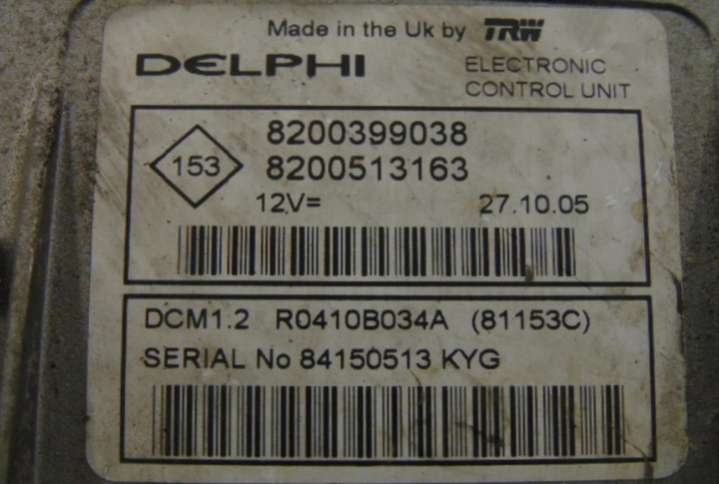 Made in the Uk by TRW
DELPHI
ELECTRONIC
CONTROL UNIT
153
8200399038
8200513163
12V=
27.10.05
DCM1.2 R0410B034A (81153C)
SERIAL No 84150513 KYG